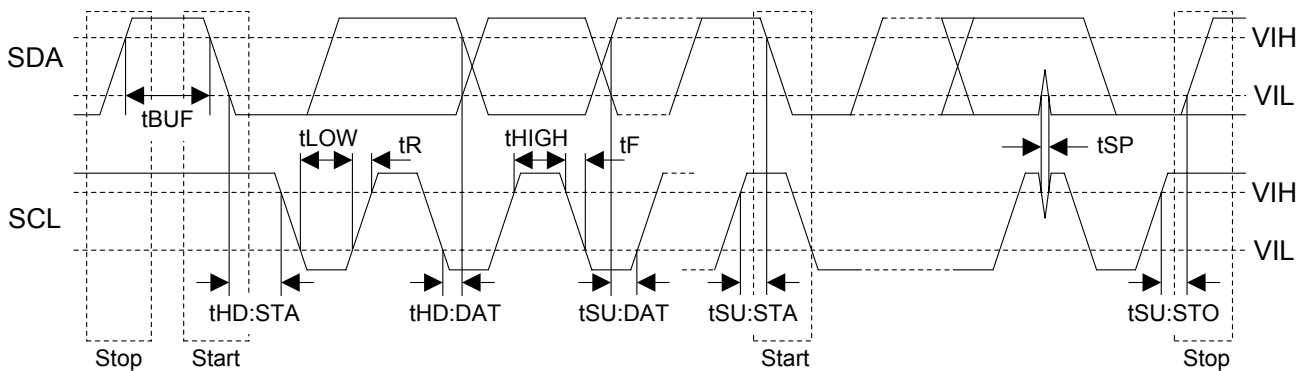 SDA
VIH
VIL
tBUF
tLOW
tR
tHIGH
tF
tSP
SCL
VIH
VIL
tHD:STA
tHD:DAT
tSU:DAT
tSU:STA
tSU:STO
Stop
Start
Start
Stop